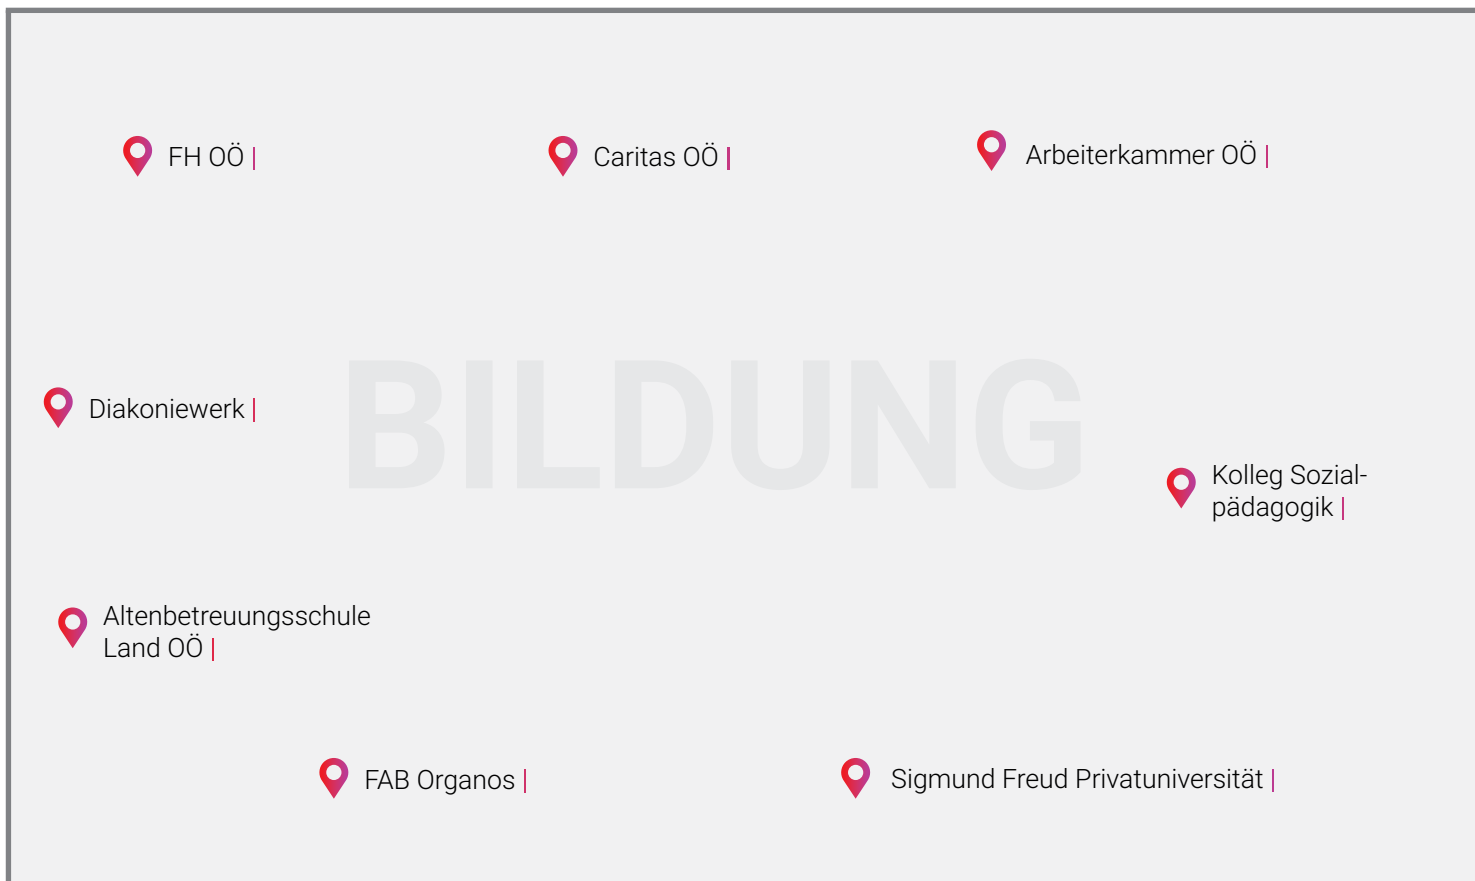 FH OÖ |
Caritas OÖ |
Arbeiterkammer OÖ |
BILDUNG
Diakoniewerk |
Kolleg Sozial-
pädagogik |
Altenbetreuungsschule
Land OÖ |
FAB Organos |
Sigmund Freud Privatuniversität |